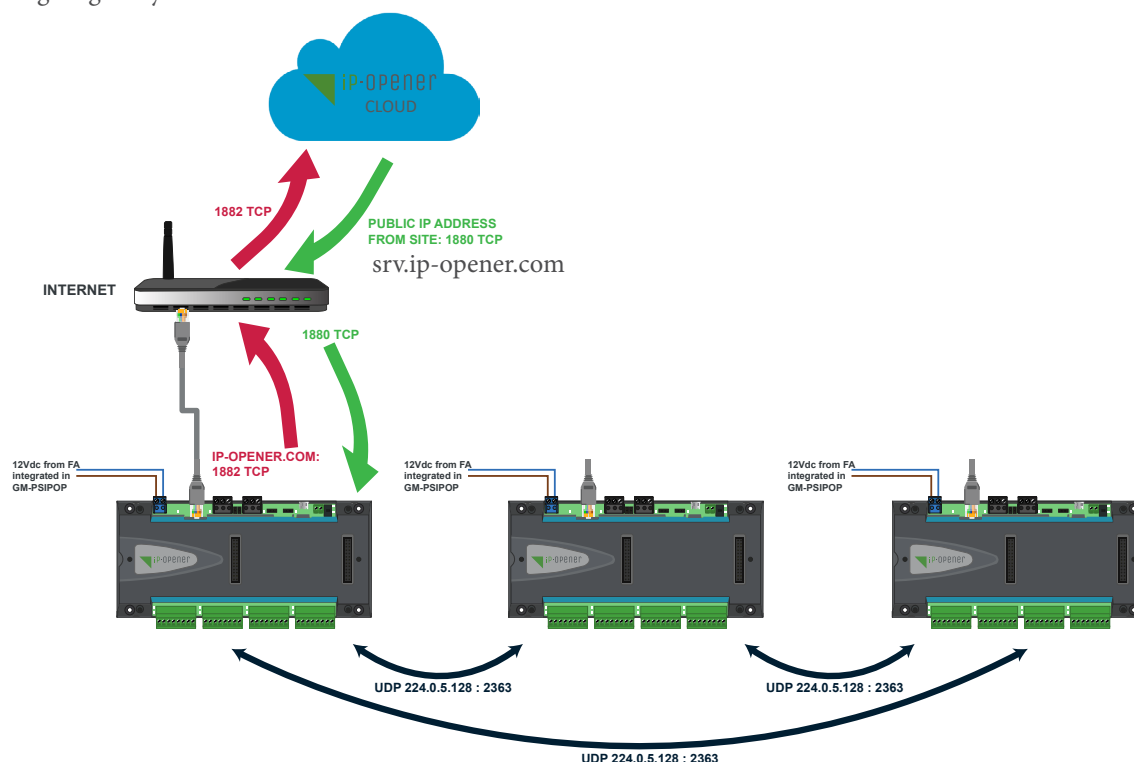 iP-OPENER
CLOUD
1882 TCP
PUBLIC IP ADDRESS
FROM SITE: 1880 TCP
srv.ip-opener.com
INTERNET
1880 TCP
IP-OPENER.COM:
1882 TCP
12Vdc from FA
integrated in
GM-PSIPOP
12Vdc from FA
integrated in
GM-PSIPOP
12Vdc from FA
integrated in
GM-PSIPOP
iP-OPENER
iP-OPENER
iP-OPENER
UDP 224.0.5.128 : 2363
UDP 224.0.5.128 : 2363
UDP 224.0.5.128 : 2363